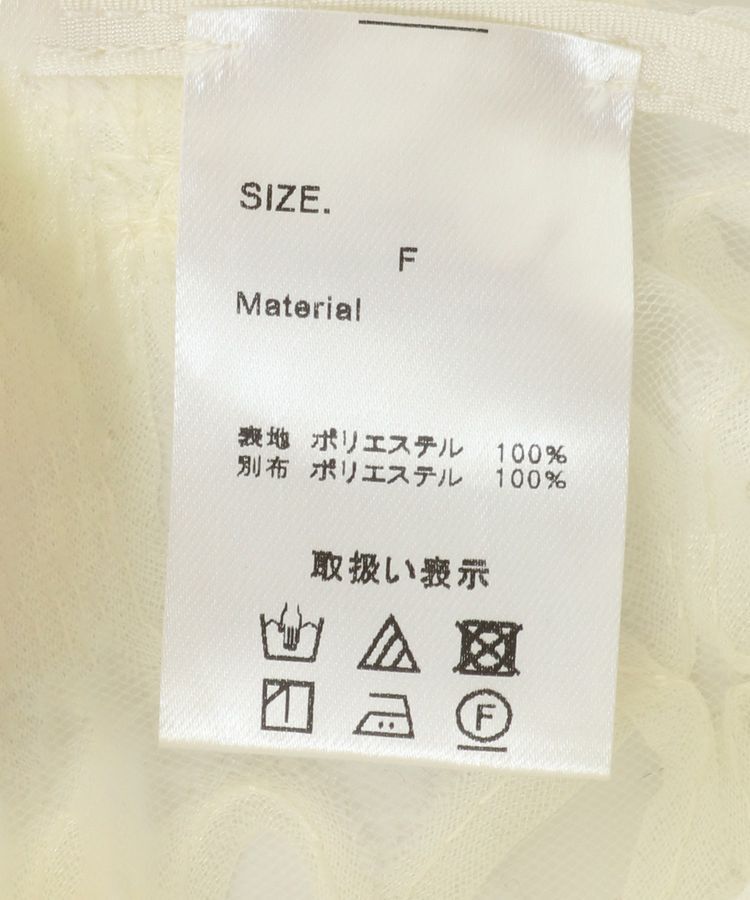 SIZE.
F
Material
表地 ポリエステル 100%
別布 ポリエステル 100%
取扱い表示
F